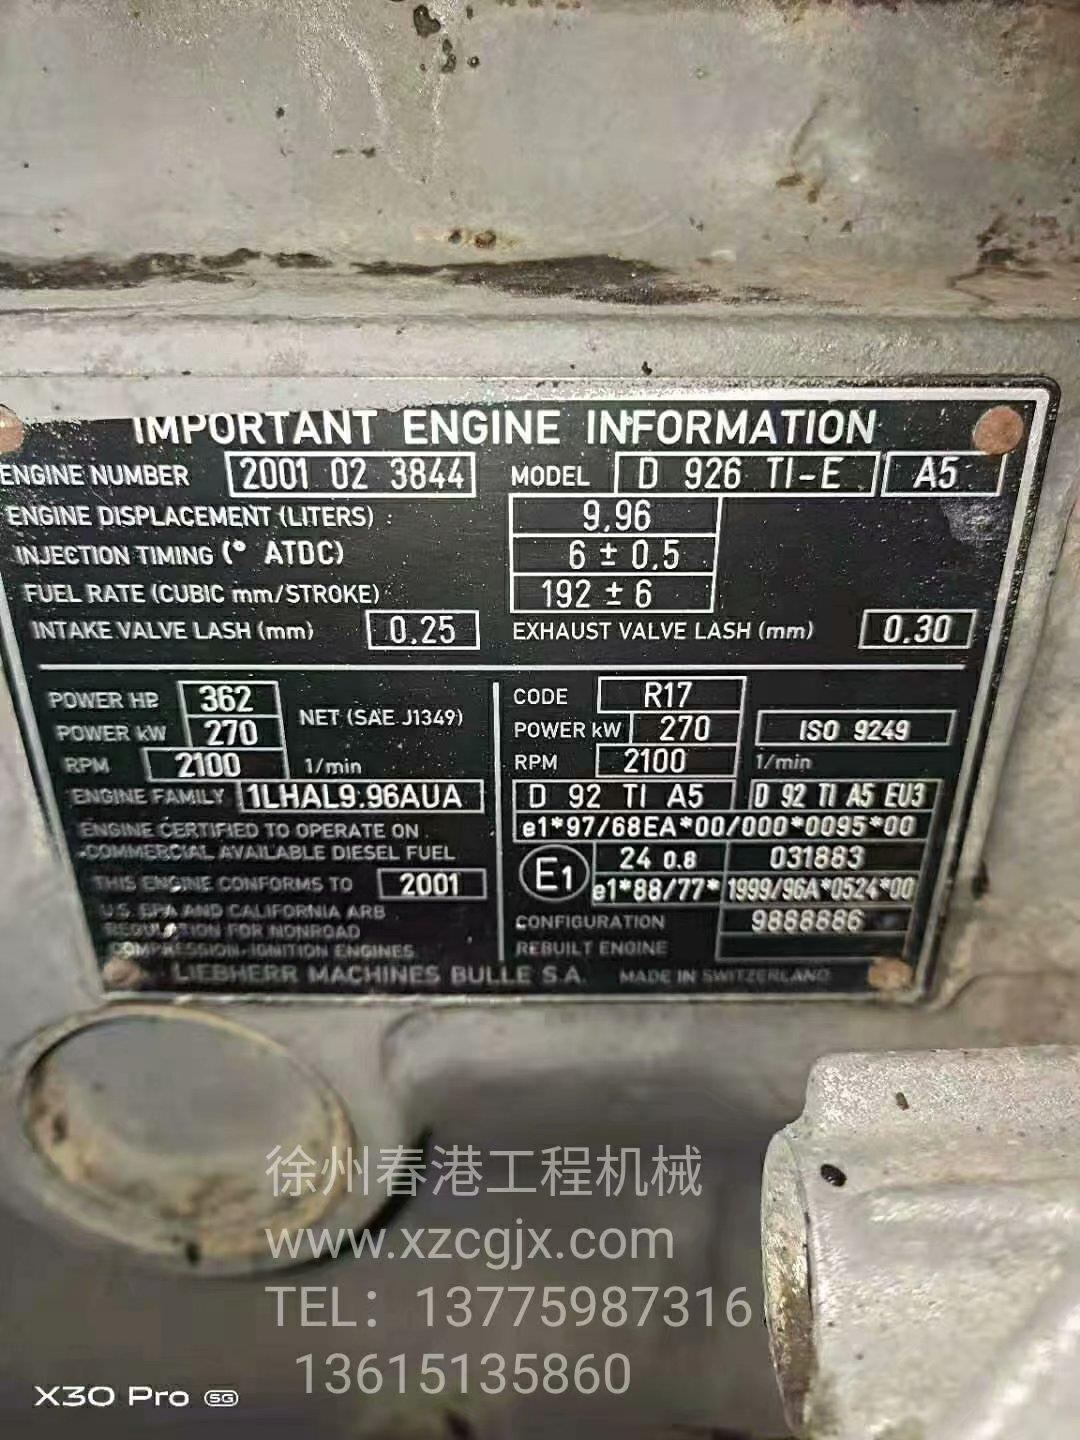 IMPORTANT ENGINE INFORMATION
ENGINE NUMBER 2001 02 3844 MODEL D 926 TI-E A5
ENGINE DISPLACEMENT (LITERS) : 9.96
INJECTION TIMING (° ATDC) 6 ± 0.5
FUEL RATE (CUBIC mm/STROKE) 192 ± 6
INTAKE VALVE LASH (mm) 0.25 EXHAUST VALVE LASH (mm) 0.30
POWER HP 362
POWER kW 270
NET (SAE J1349)
RPM 2100 1/min
ENGINE FAMILY 1LHAL9.96AUA
ENGINE CERTIFIED TO OPERATE ON
COMMERCIAL AVAILABLE DIESEL FUEL
THIS ENGINE CONFORMS TO 2001
U.S. EPA AND CALIFORNIA ARB
REGULATION FOR NONROAD
COMPRESSION-IGNITION ENGINES
CODE R17
POWER kW 270 ISO 9249
RPM 2100 1/min
D 92 TI A5 D 92 TI A5 EU3
e1*97/68EA*00/000*0095*00
E1 24 0.8 031883
e1*88/77* 1999/96A*0524*00
CONFIGURATION 9888886
REBUILT ENGINE
LIEBHERR MACHINES BULLE S.A. MADE IN SWITZERLAND
徐州春港工程机械
www.xzcgjx.com
TEL：13775987316
13615135860
X30 Pro 5G